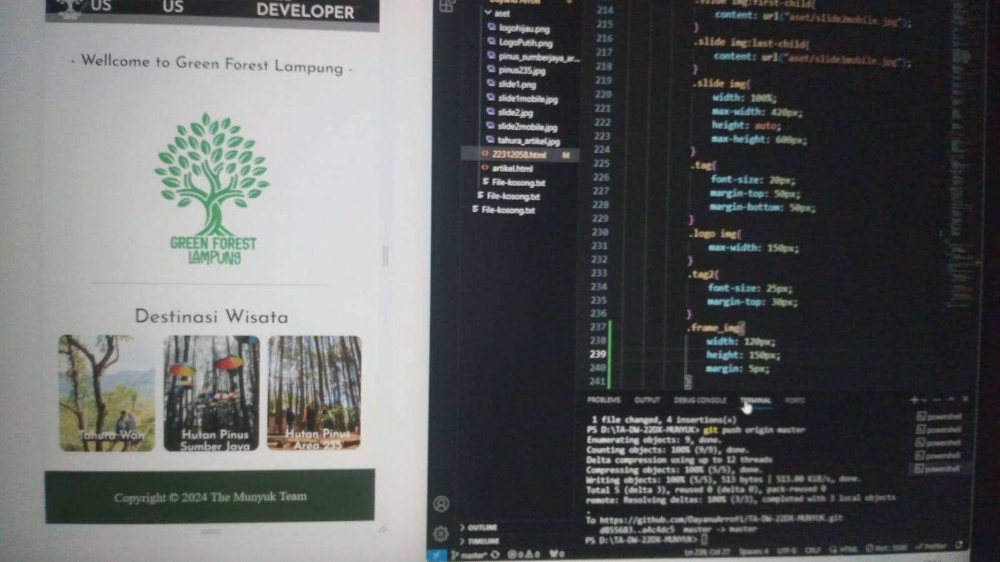 US
US
DEVELOPER
- Wellcome to Green Forest Lampung -
GREEN FOREST
LAMPUNG
Destinasi Wisata
Tahura Wan
Hutan Pinus
Sumber Jaya
Hutan Pinus
Area 235
Copyright © 2024 The Munyuk Team
aset
logohijau.png
LogoPutih.png
pinus_sumberjaya_ar...
pinus235.jpg
slide1.png
slide1mobile.jpg
slide2.jpg
slide2mobile.jpg
tahura_artikel.jpg
22312058.html M
artikel.html
File-kosong.txt
File-kosong.txt
File-kosong.txt
OUTLINE
TIMELINE
.slide img:first-child{
214 content: url("aset/slide2mobile.jpg");
215 }
216 .slide img:last-child{
217 content: url("aset/slide1mobile.jpg");
218 }
219 .slide img{
220 width: 100%;
221 max-width: 420px;
222 height: auto;
223 max-height: 600px;
224 }
225 .tag{
226 font-size: 20px;
227 margin-top: 50px;
228 margin-bottom: 50px;
229 }
230 .logo img{
231 max-width: 150px;
232 }
233 .tag2{
234 font-size: 25px;
235 margin-top: 30px;
236 }
237 .frame_img{
238 width: 120px;
239 height: 150px;
240 margin: 5px;
241 }
PROBLEMS OUTPUT DEBUG CONSOLE TERMINAL PORTS
1 file changed, 4 insertions(+)
PS D:\TA-DW-22DX-MUNYUK> git push origin master
Enumerating objects: 9, done.
Counting objects: 100% (9/9), done.
Delta compression using up to 12 threads
Compressing objects: 100% (5/5), done.
Writing objects: 100% (5/5), 513 bytes | 513.00 KiB/s, done.
Total 5 (delta 3), reused 0 (delta 0), pack-reused 0
remote: Resolving deltas: 100% (3/3), completed with 3 local objects
.
To https://github.com/DayanuArrofi/TA-DW-22DX-MUNYUK.git
d855683..a4c4dc5 master -> master
PS D:\TA-DW-22DX-MUNYUK>
powershell
powershell
powershell
powershell
powershell
master* 0 0 0
Spaces: 4 UTF-8 CRLF HTML Port : 5500 Prettier